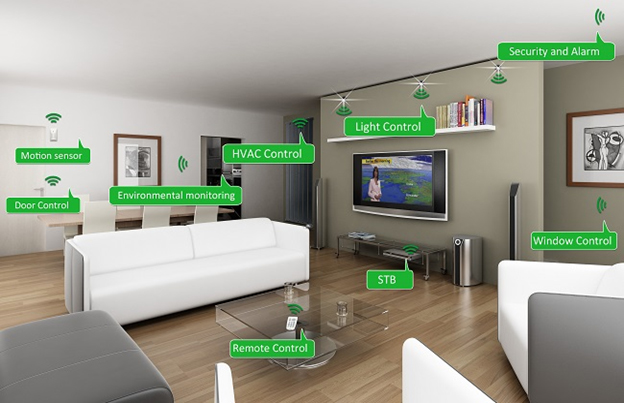 Security and Alarm
Light Control
HVAC Control
Motion sensor
Environmental monitoring
Door Control
Window Control
STB
Remote Control